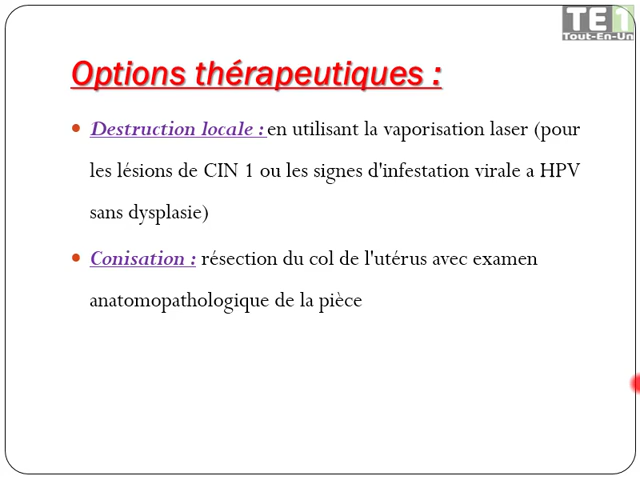 TE1
Tout-En-Un
Options thérapeutiques :
• Destruction locale : en utilisant la vaporisation laser (pour
les lésions de CIN 1 ou les signes d'infestation virale a HPV
sans dysplasie)
• Conisation : résection du col de l'utérus avec examen
anatomopathologique de la pièce